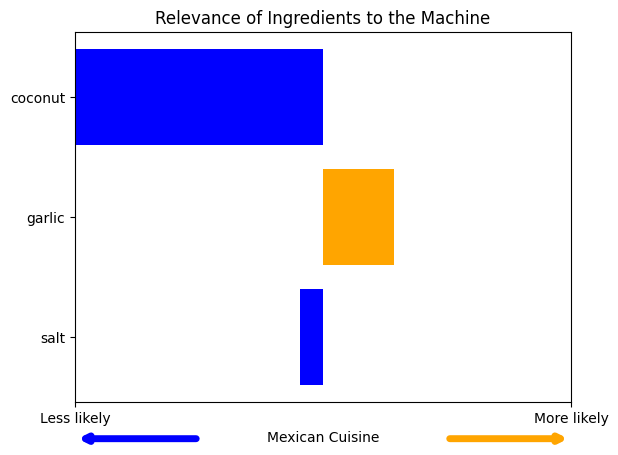 Relevance of Ingredients to the Machine
coconut
garlic
salt
Less likely
More likely
Mexican Cuisine